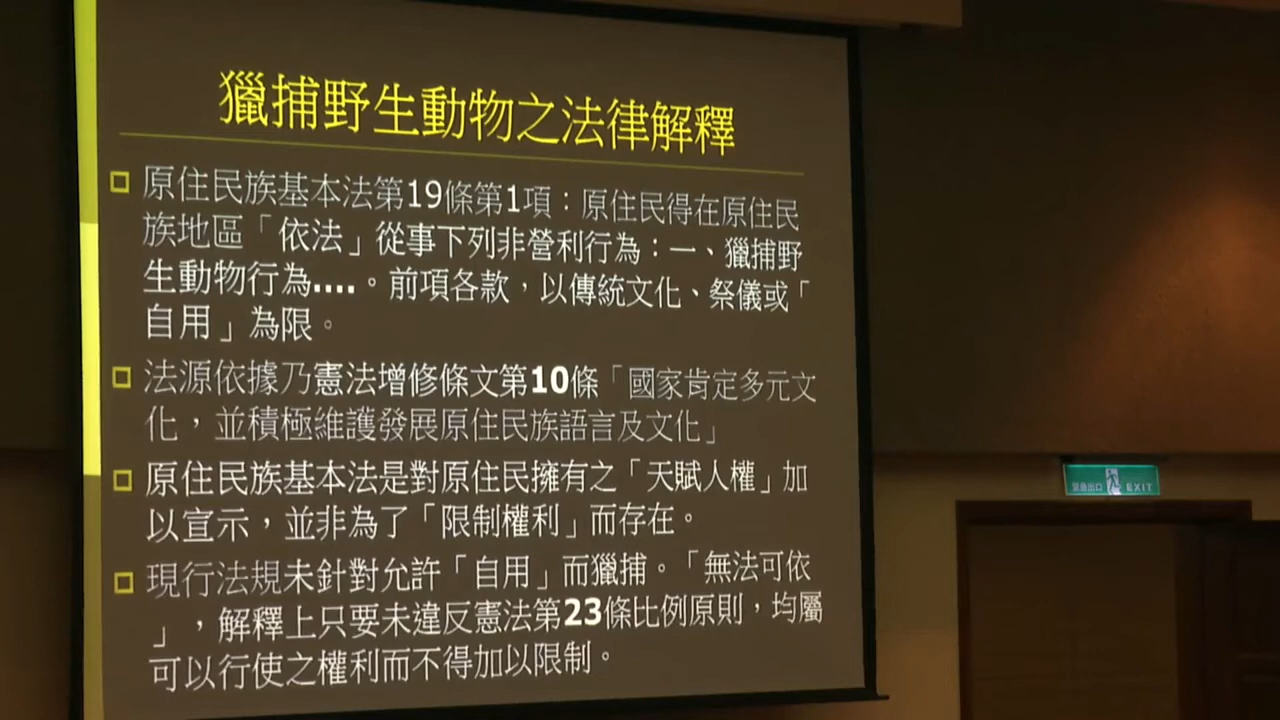 獵捕野生動物之法律解釋
原住民族基本法第19條第1項：原住民得在原住民
族地區「依法」從事下列非營利行為：一、獵捕野
生動物行為....。前項各款，以傳統文化、祭儀或「
自用」為限。
法源依據乃憲法增修條文第10條「國家肯定多元文
化，並積極維護發展原住民族語言及文化」
原住民族基本法是對原住民擁有之「天賦人權」加
以宣示，並非為了「限制權利」而存在。
現行法規未針對允許「自用」而獵捕。「無法可依
」，解釋上只要未違反憲法第23條比例原則，均屬
可以行使之權利而不得加以限制。
緊急出口 EXIT